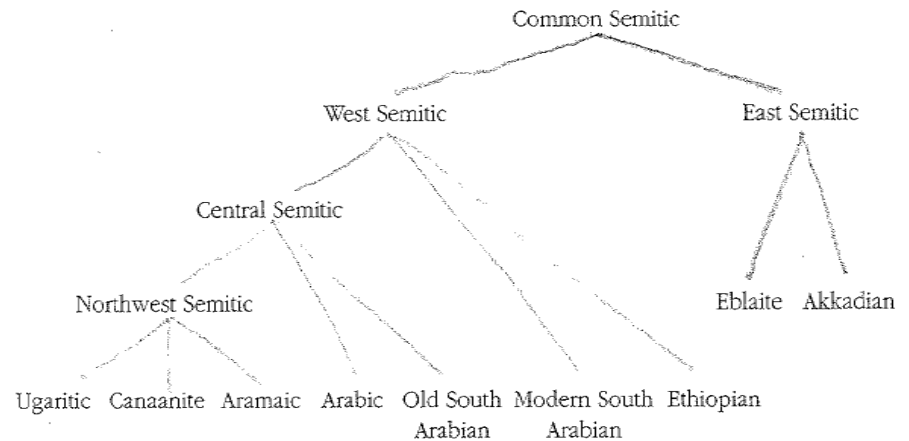 Common Semitic
West Semitic
East Semitic
Central Semitic
Northwest Semitic
Eblaite
Akkadian
Ugaritic
Canaanite
Aramaic
Arabic
Old South
Arabian
Modern South
Arabian
Ethiopian